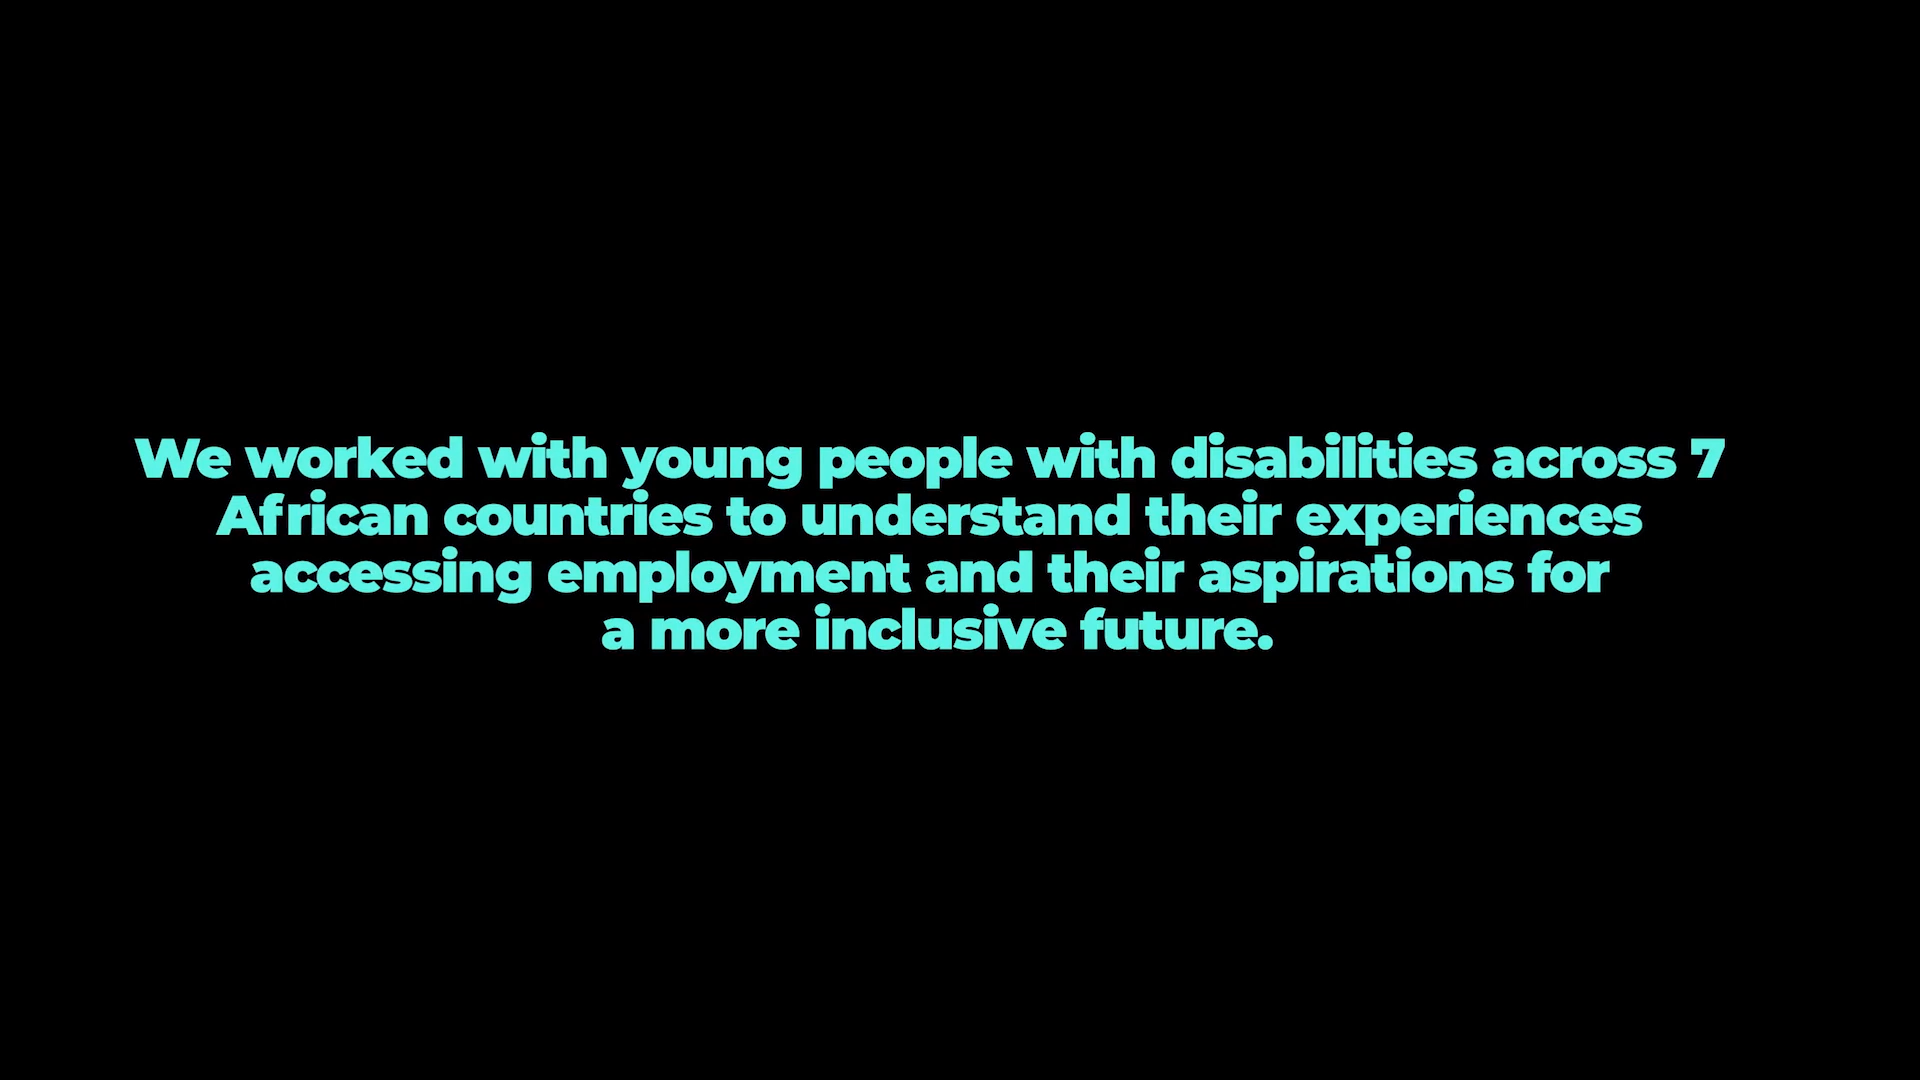 We worked with young people with disabilities across 7
African countries to understand their experiences
accessing employment and their aspirations for
a more inclusive future.